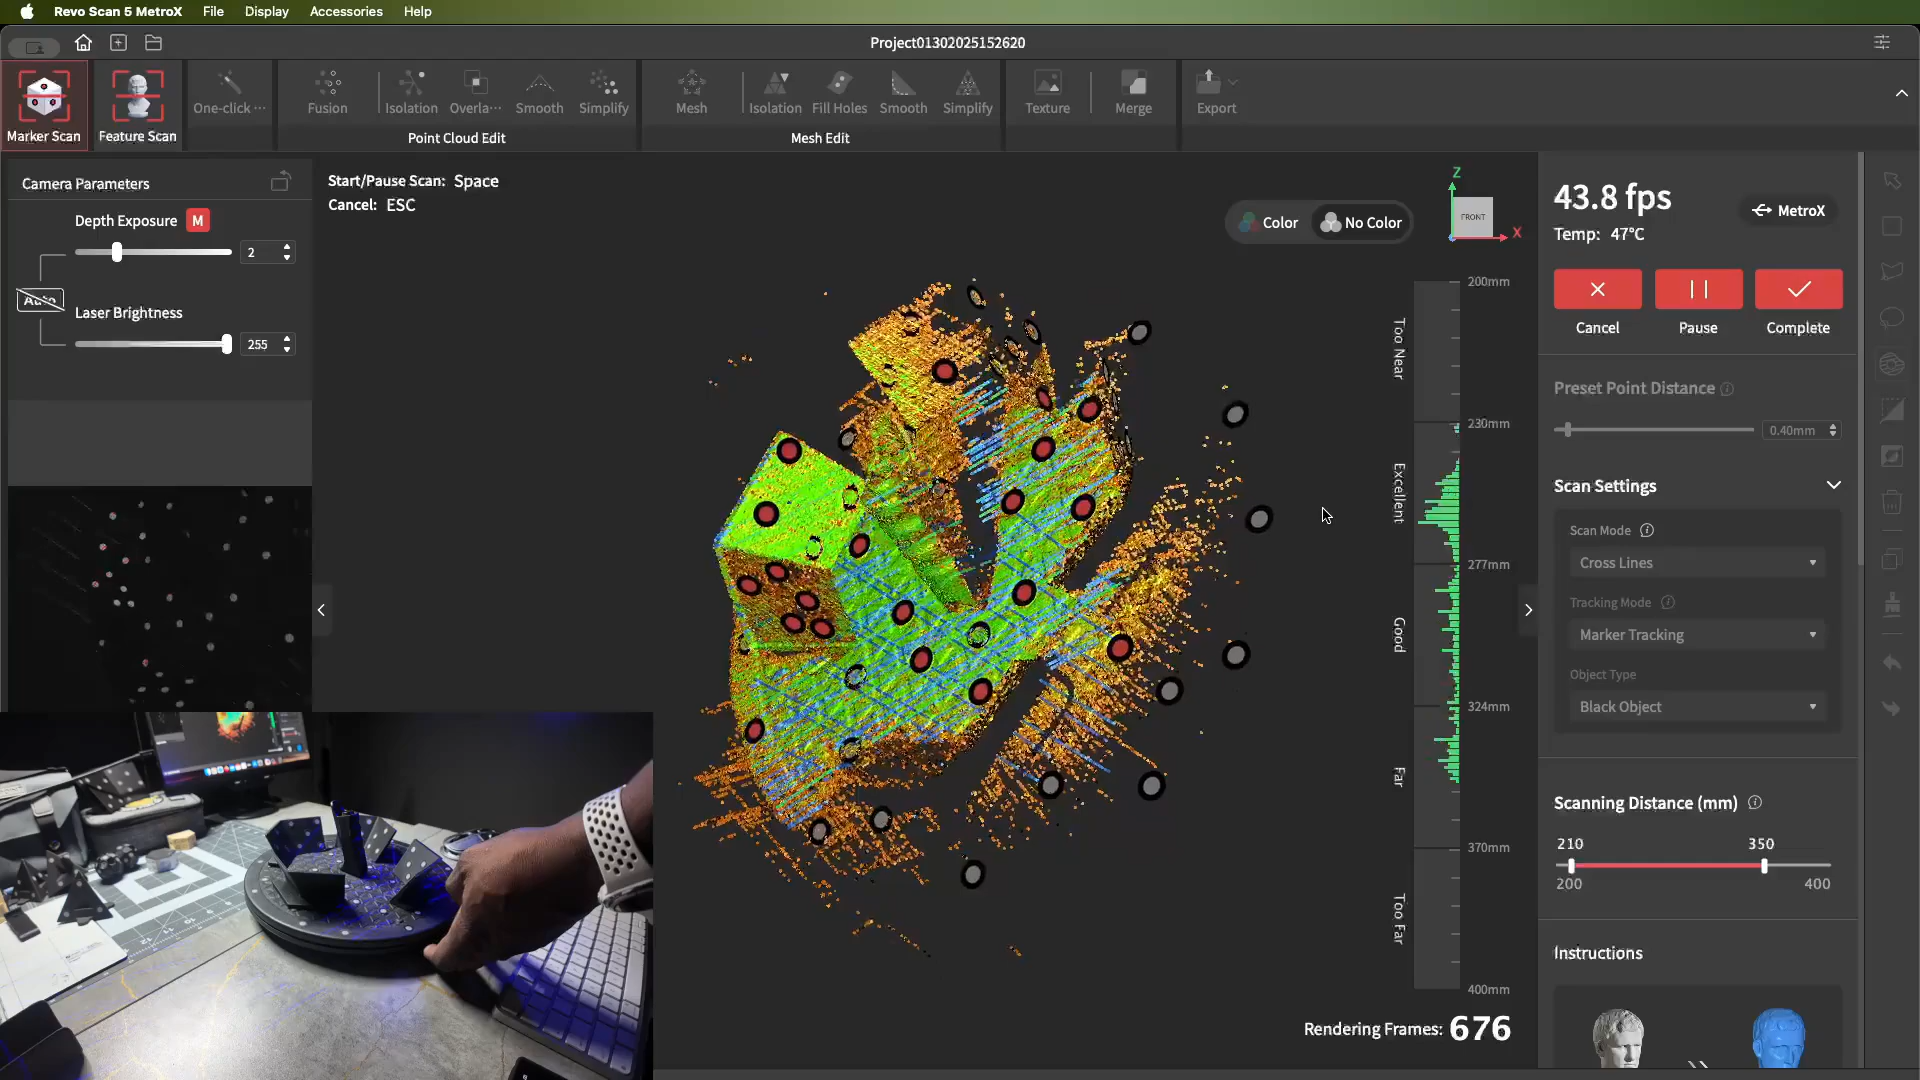 Revo Scan 5 MetroX File Display Accessories Help
Project01302025152620
Marker Scan
Feature Scan
One-click ···
Fusion
Isolation
Overla···
Smooth
Simplify
Point Cloud Edit
Mesh
Isolation
Fill Holes
Smooth
Simplify
Mesh Edit
Texture
Merge
Export
Camera Parameters
Depth Exposure M
2
Auto
Laser Brightness
255
Start/Pause Scan: Space
Cancel: ESC
Color
No Color
Z
FRONT
X
200mm
Too Near
230mm
Excellent
277mm
Good
324mm
Far
370mm
Too Far
400mm
Rendering Frames: 676
43.8 fps
MetroX
Temp: 47°C
Cancel
Pause
Complete
Preset Point Distance
0.40mm
Scan Settings
Scan Mode
Cross Lines
Tracking Mode
Marker Tracking
Object Type
Black Object
Scanning Distance (mm)
210 350
200 400
Instructions